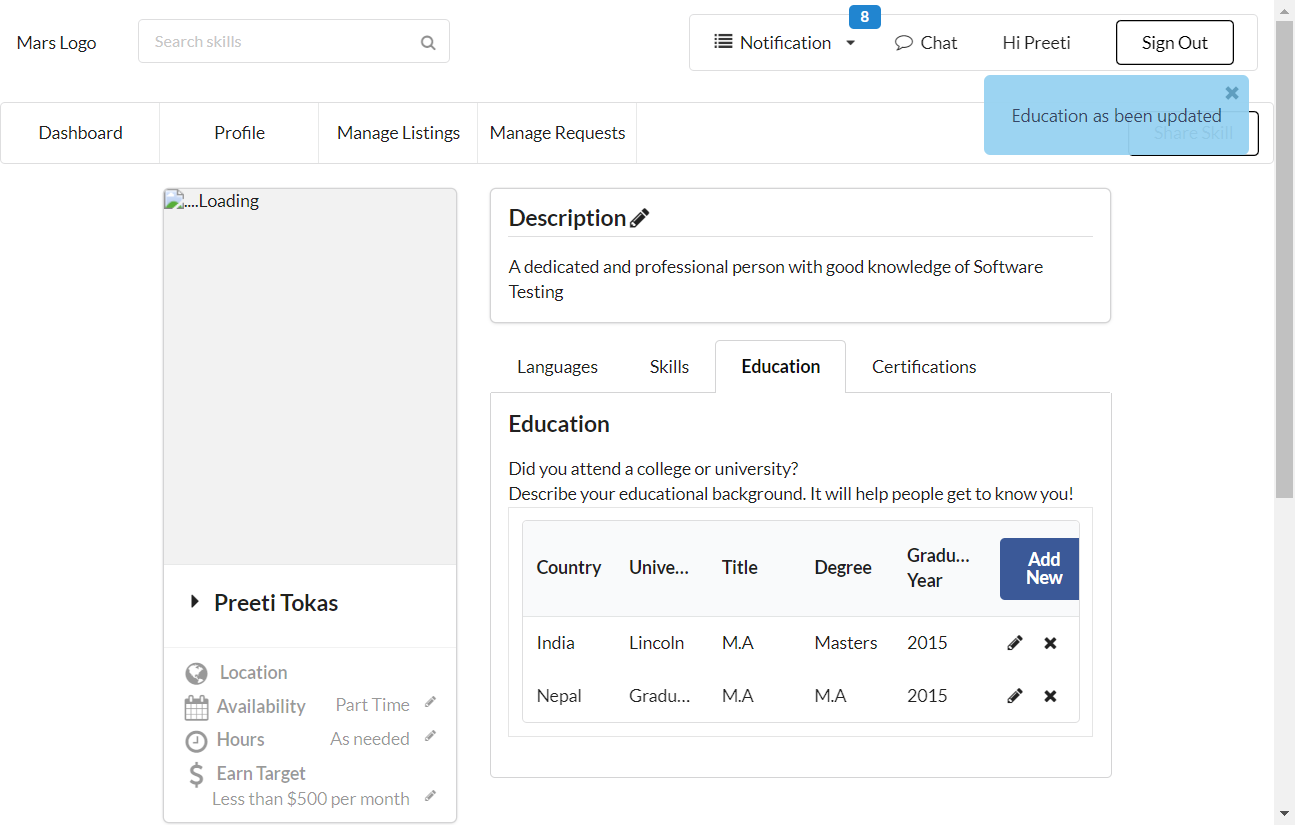 Mars Logo
Search skills
8
Notification
Chat
Hi Preeti
Sign Out
Dashboard
Profile
Manage Listings
Manage Requests
Education as been updated
Share Skill
....Loading
Description
A dedicated and professional person with good knowledge of Software
Testing
Languages
Skills
Education
Certifications
Education
Did you attend a college or university?
Describe your educational background. It will help people get to know you!
Country Unive... Title Degree Gradu... Year Add New
India Lincoln M.A Masters 2015
Nepal Gradu... M.A M.A 2015
Preeti Tokas
Location
Availability Part Time
Hours As needed
Earn Target
Less than $500 per month